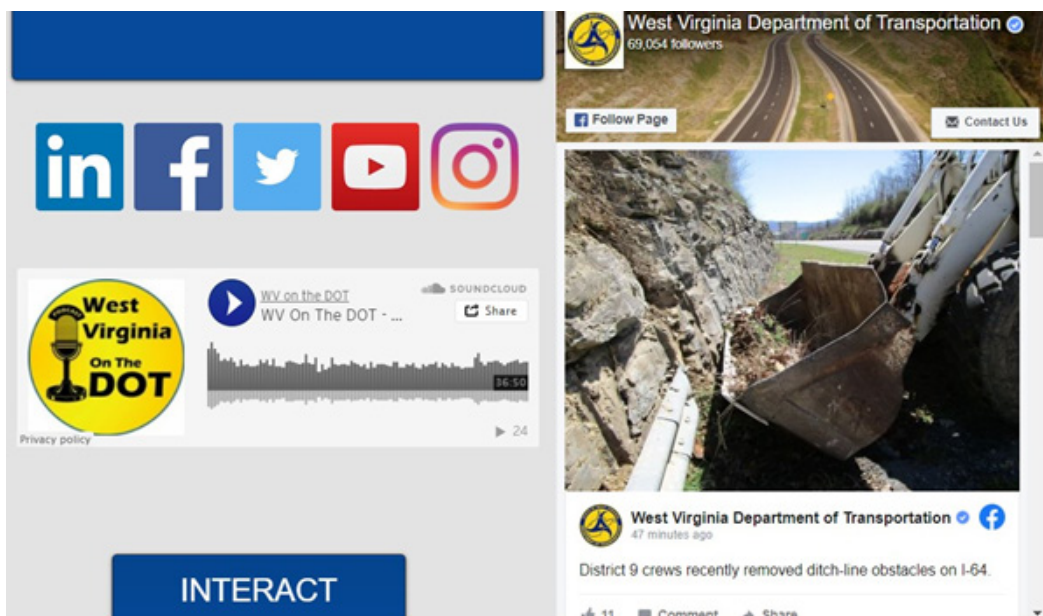 in
f
PODCAST
West
Virginia
On The
DOT
Privacy policy
WV on the DOT
WV On The DOT - ...
SOUNDCLOUD
Share
36:50
24
INTERACT
West Virginia Department of Transportation
69,054 followers
Follow Page
Contact Us
West Virginia Department of Transportation
47 minutes ago
District 9 crews recently removed ditch-line obstacles on I-64.
11 Comment Share